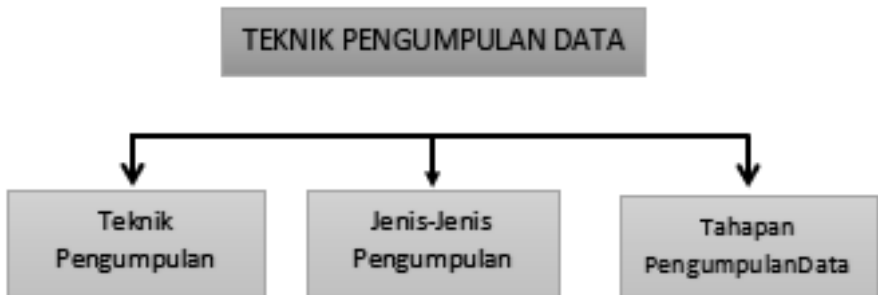 TEKNIK PENGUMPULAN DATA
Teknik
Pengumpulan
Jenis-Jenis
Pengumpulan
Tahapan
PengumpulanData